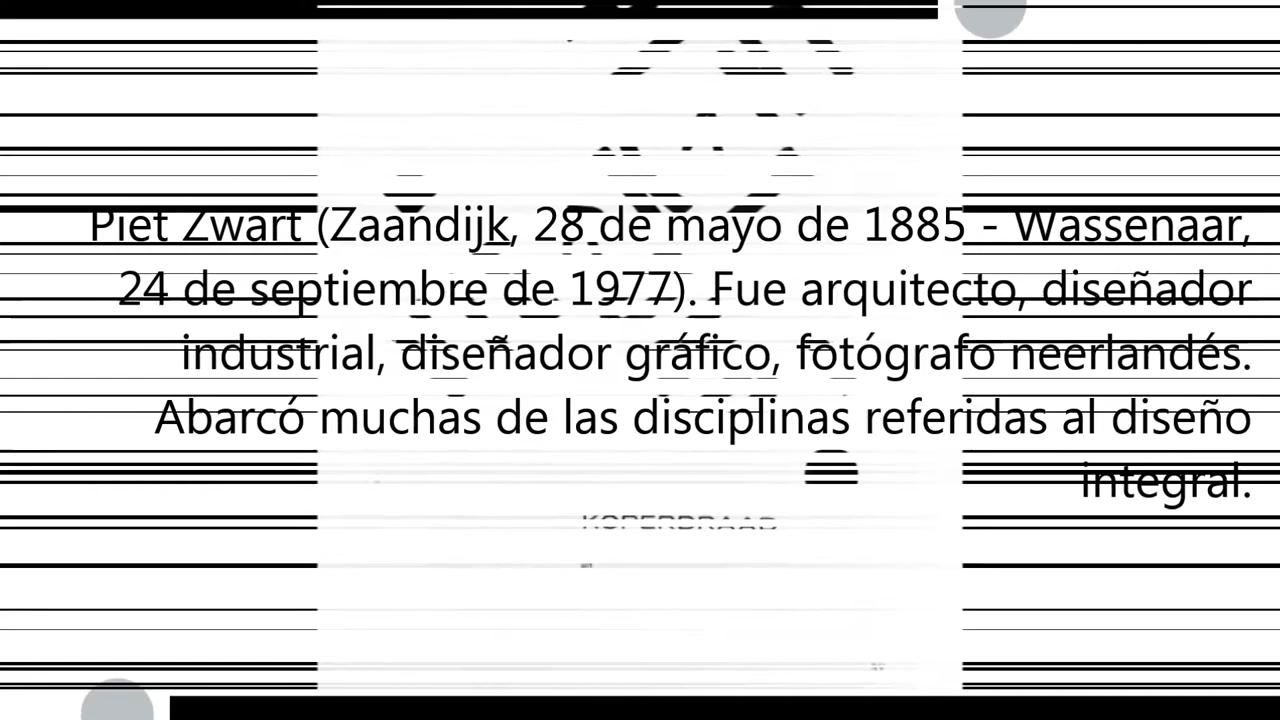 Piet Zwart (Zaandijk, 28 de mayo de 1885 - Wassenaar,
24 de septiembre de 1977). Fue arquitecto, diseñador
industrial, diseñador gráfico, fotógrafo neerlandés.
Abarcó muchas de las disciplinas referidas al diseño
integral.
KOPERDRAAD